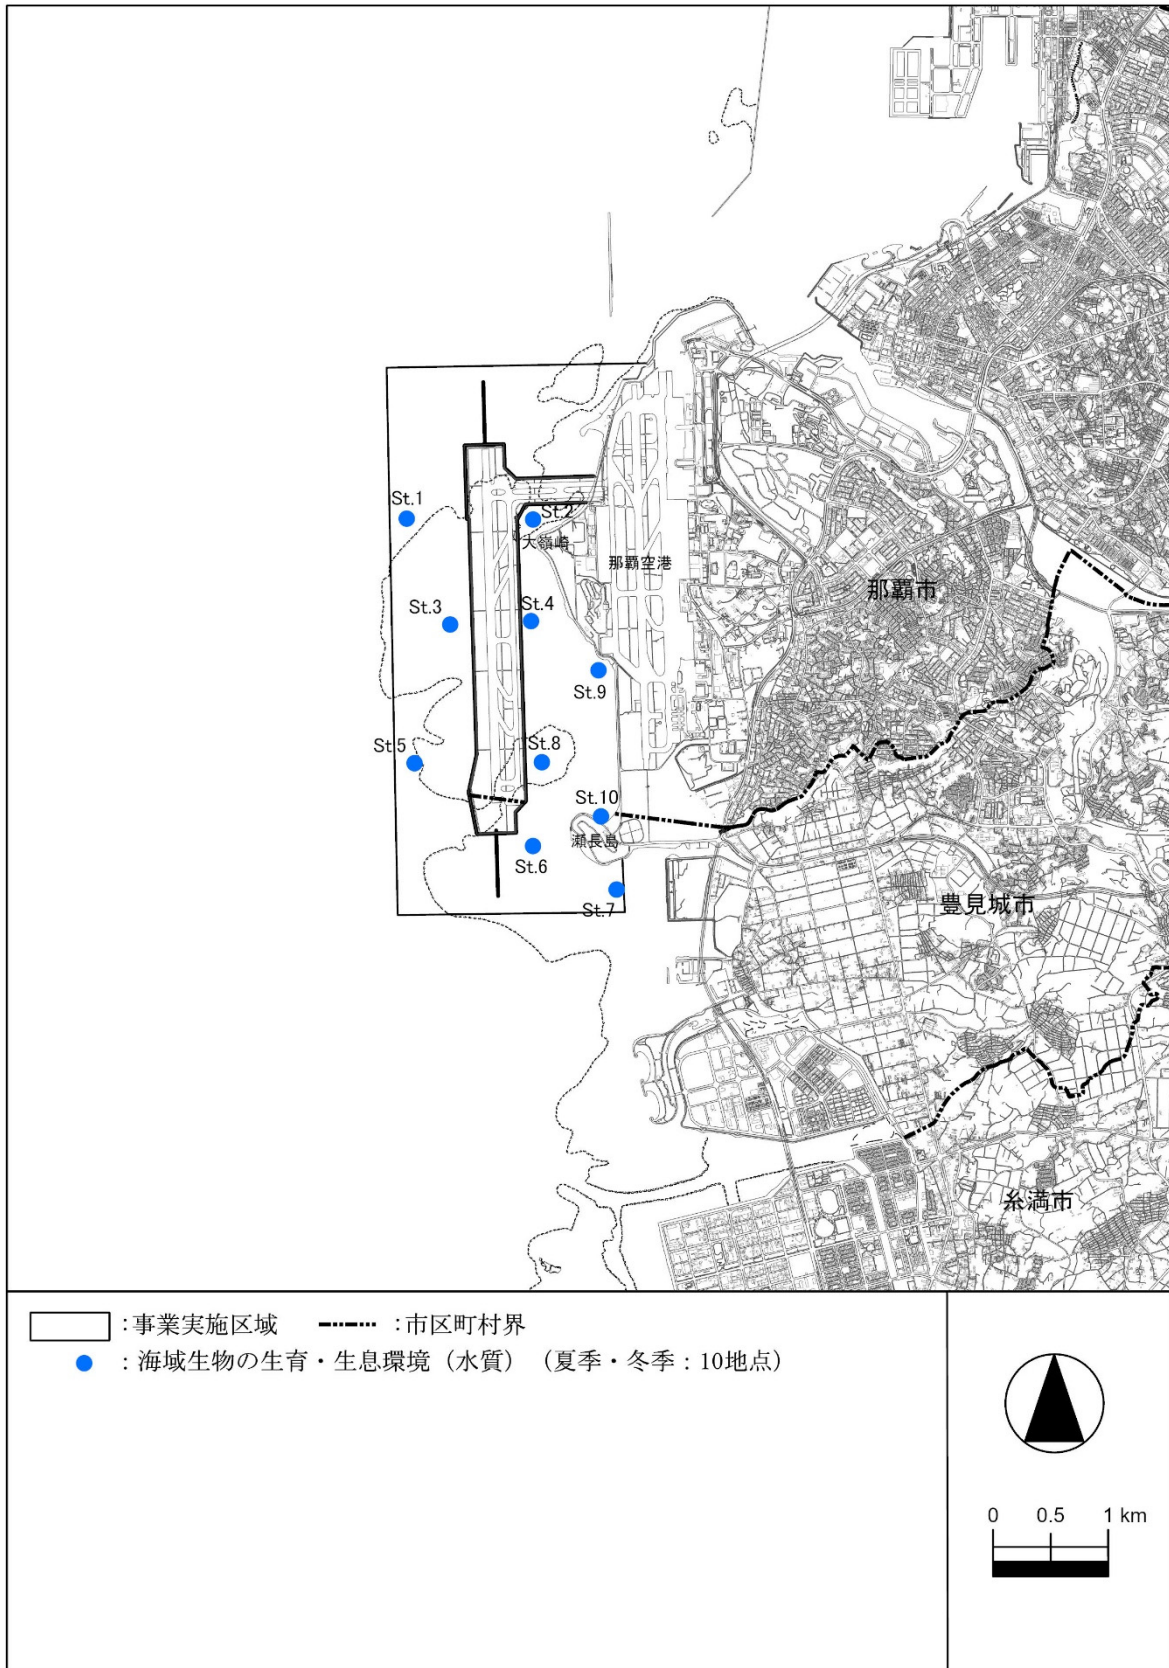 St.1
St.2
大嶺崎
那覇空港
那覇市
St.3
St.4
St.9
St.5
St.8
St.10
瀬長島
St.6
St.7
豊見城市
糸満市
:事業実施区域 :市区町村界
:海域生物の生育・生息環境（水質）（夏季・冬季：10地点）
0 0.5 1 km